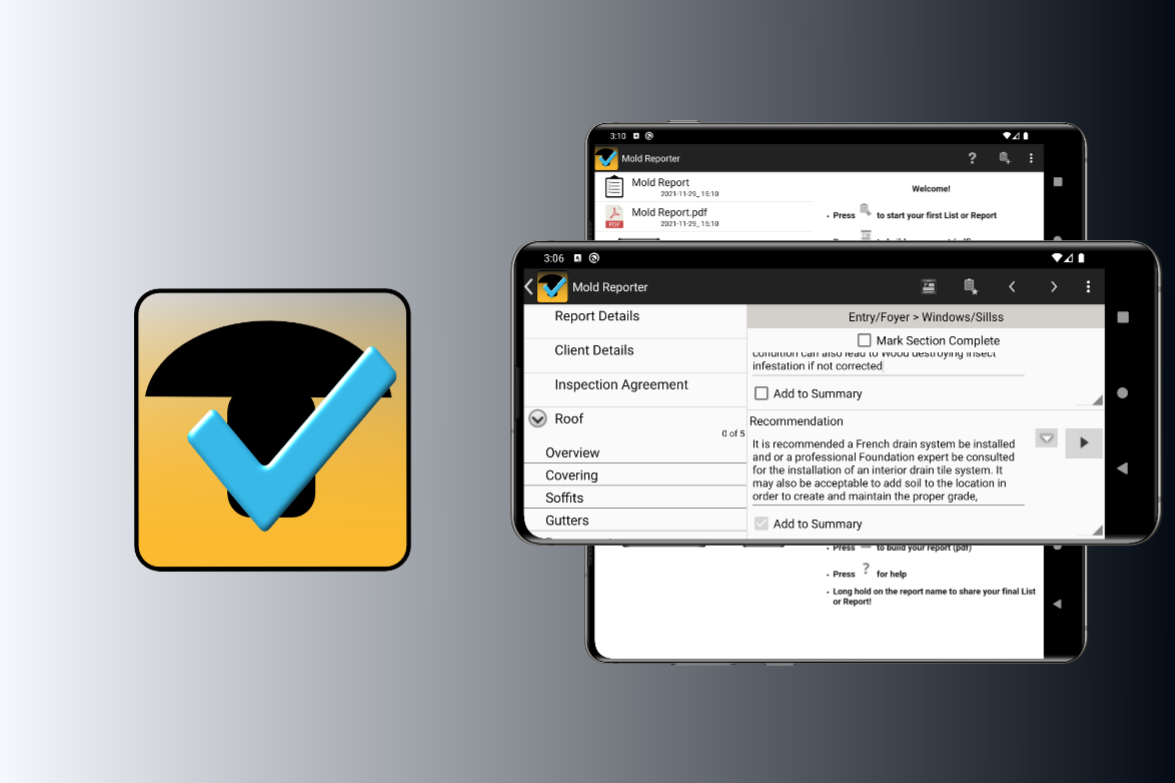 3:10
Mold Reporter
?
Mold Report
2021-11-29_ 15:10
PDF
Mold Report.pdf
2021-11-29_ 15:10
Welcome!
• Press to start your first List or Report
3:06
Mold Reporter
Report Details
Client Details
Inspection Agreement
Roof
0 of 5
Overview
Covering
Soffits
Gutters
Entry/Foyer > Windows/Sillss
Mark Section Complete
condition can also lead to Wood destroying insect
infestation if not corrected
Add to Summary
Recommendation
It is recommended a French drain system be installed
and or a professional Foundation expert be consulted
for the installation of an interior drain tile system. It
may also be acceptable to add soil to the location in
order to create and maintain the proper grade,
Add to Summary
• Press to build your report (pdf)
• Press ? for help
• Long hold on the report name to share your final List
or Report!